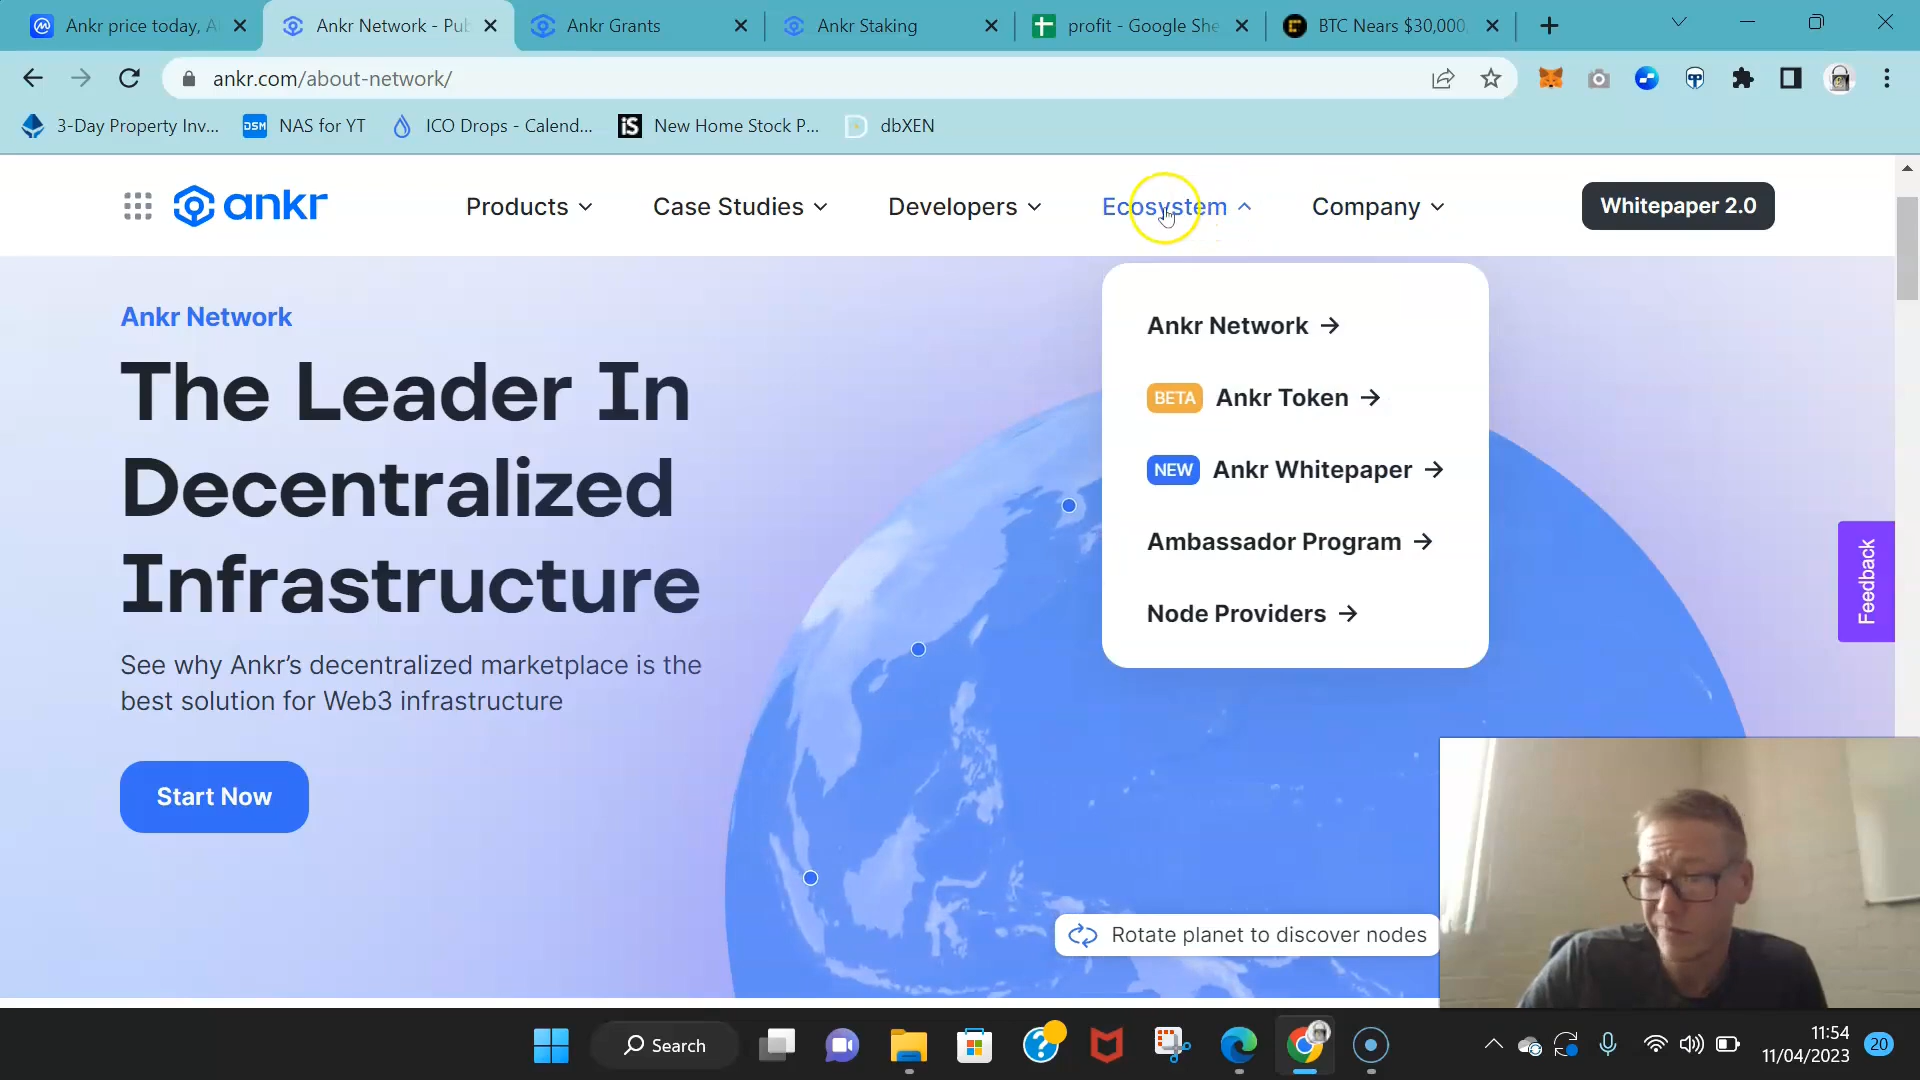 Ankr price today, A
Ankr Network - Pub
Ankr Grants
Ankr Staking
profit - Google She
BTC Nears $30,000,
ankr.com/about-network/
3-Day Property Inv...
DSM
NAS for YT
ICO Drops - Calend...
iS
New Home Stock P...
dbXEN
ankr
Products
Case Studies
Developers
Ecosystem
Company
Whitepaper 2.0
Ankr Network
The Leader In
Decentralized
Infrastructure
See why Ankr's decentralized marketplace is the
best solution for Web3 infrastructure
Start Now
Ankr Network
BETA Ankr Token
NEW Ankr Whitepaper
Ambassador Program
Node Providers
Feedback
Rotate planet to discover nodes
Search
11:54
11/04/2023
20